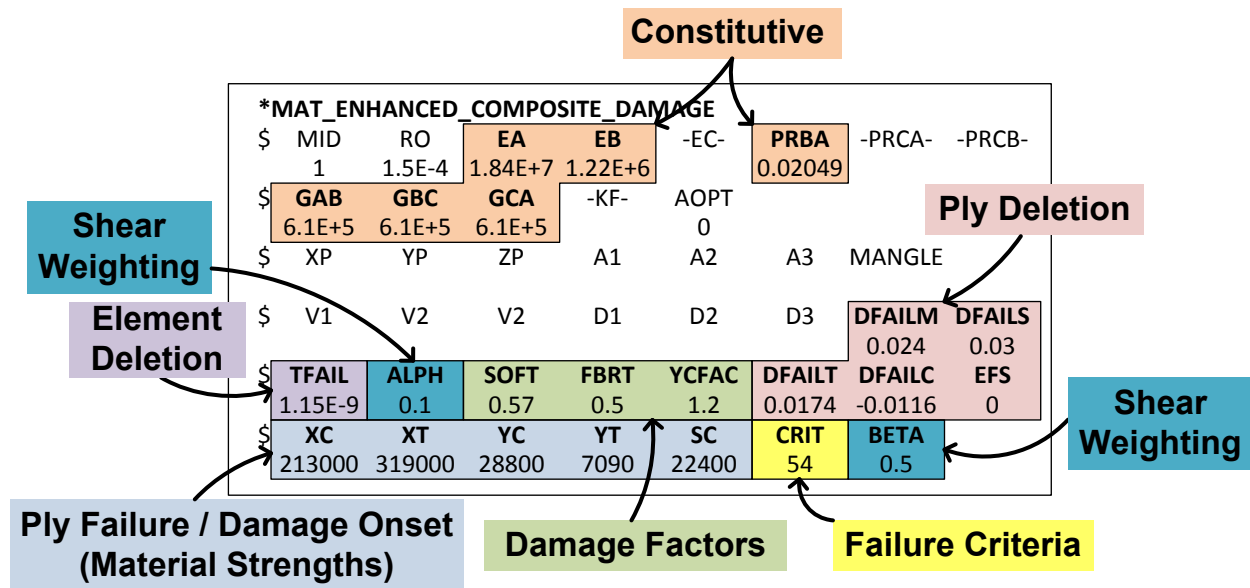 Constitutive
*MAT_ENHANCED_COMPOSITE_DAMAGE
$ MID RO EA EB -EC- PRBA -PRCA- -PRCB-
1 1.5E-4 1.84E+7 1.22E+6 0.02049
$ GAB GBC GCA -KF- AOPT
6.1E+5 6.1E+5 6.1E+5 0
Ply Deletion
Shear
Weighting
$ XP YP ZP A1 A2 A3 MANGLE
Element
Deletion
$ V1 V2 V2 D1 D2 D3 DFAILM DFAILS
0.024 0.03
$ TFAIL ALPH SOFT FBRT YCFAC DFAILT DFAILC EFS
1.15E-9 0.1 0.57 0.5 1.2 0.0174 -0.0116 0
Shear
Weighting
$ XC XT YC YT SC CRIT BETA
213000 319000 28800 7090 22400 54 0.5
Ply Failure / Damage Onset
(Material Strengths)
Damage Factors
Failure Criteria